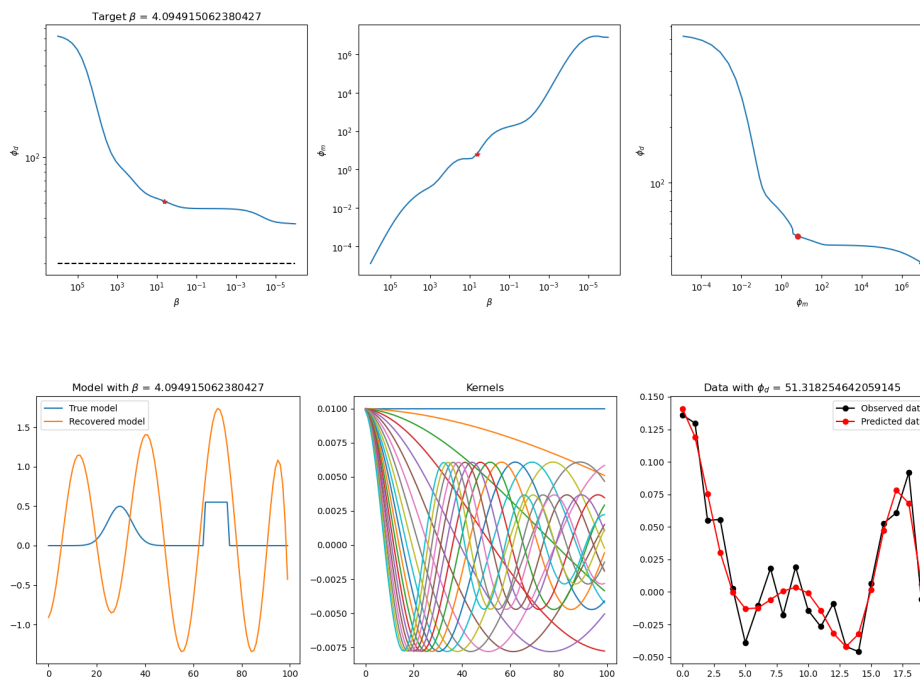 Target β = 4.094915062380427
ϕd
10²
10⁵
10³
10¹
10⁻¹
10⁻³
10⁻⁵
β
ϕm
10⁶
10⁴
10²
10⁰
10⁻²
10⁻⁴
10⁵
10³
10¹
10⁻¹
10⁻³
10⁻⁵
β
ϕd
10²
10⁻⁴
10⁻²
10⁰
10²
10⁴
10⁶
ϕm
Model with β = 4.094915062380427
True model
Recovered model
1.5
1.0
0.5
0.0
−0.5
−1.0
0 20 40 60 80 100
Kernels
0.0100
0.0075
0.0050
0.0025
0.0000
−0.0025
−0.0050
−0.0075
0 20 40 60 80 100
Data with ϕd = 51.318254642059145
Observed dat
Predicted dat
0.150
0.125
0.100
0.075
0.050
0.025
0.000
−0.025
−0.050
0.0 2.5 5.0 7.5 10.0 12.5 15.0 17.5